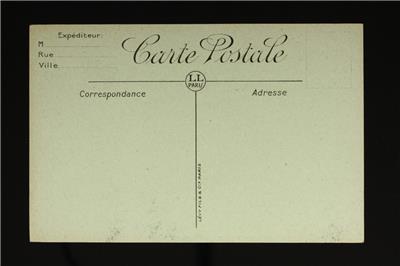 Expéditeur:
M
Rue
Ville
Carte Postale
LL
PARIS
Correspondance
Adresse
LÉVY FILS & Cie PARIS